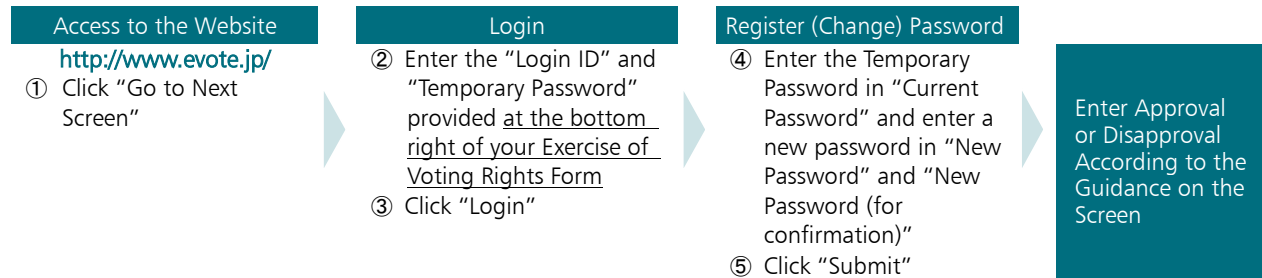 Access to the Website
http://www.evote.jp/
① Click “Go to Next
Screen”
Login
② Enter the “Login ID” and
“Temporary Password”
provided at the bottom
right of your Exercise of
Voting Rights Form
③ Click “Login”
Register (Change) Password
④ Enter the Temporary
Password in “Current
Password” and enter a
new password in “New
Password” and “New
Password (for
confirmation)”
⑤ Click “Submit”
Enter Approval
or Disapproval
According to the
Guidance on the
Screen